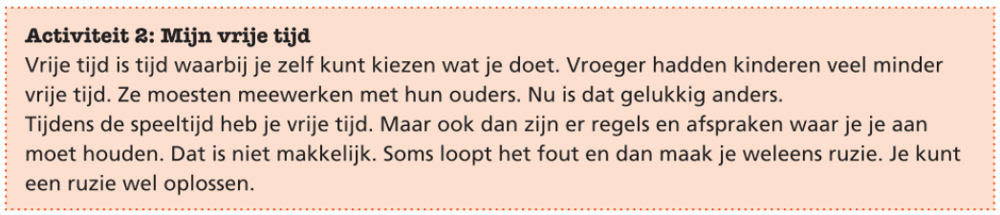 Activiteit 2: Mijn vrije tijd
Vrije tijd is tijd waarbij je zelf kunt kiezen wat je doet. Vroeger hadden kinderen veel minder
vrije tijd. Ze moesten meewerken met hun ouders. Nu is dat gelukkig anders.
Tijdens de speeltijd heb je vrije tijd. Maar ook dan zijn er regels en afspraken waar je je aan
moet houden. Dat is niet makkelijk. Soms loopt het fout en dan maak je weleens ruzie. Je kunt
een ruzie wel oplossen.